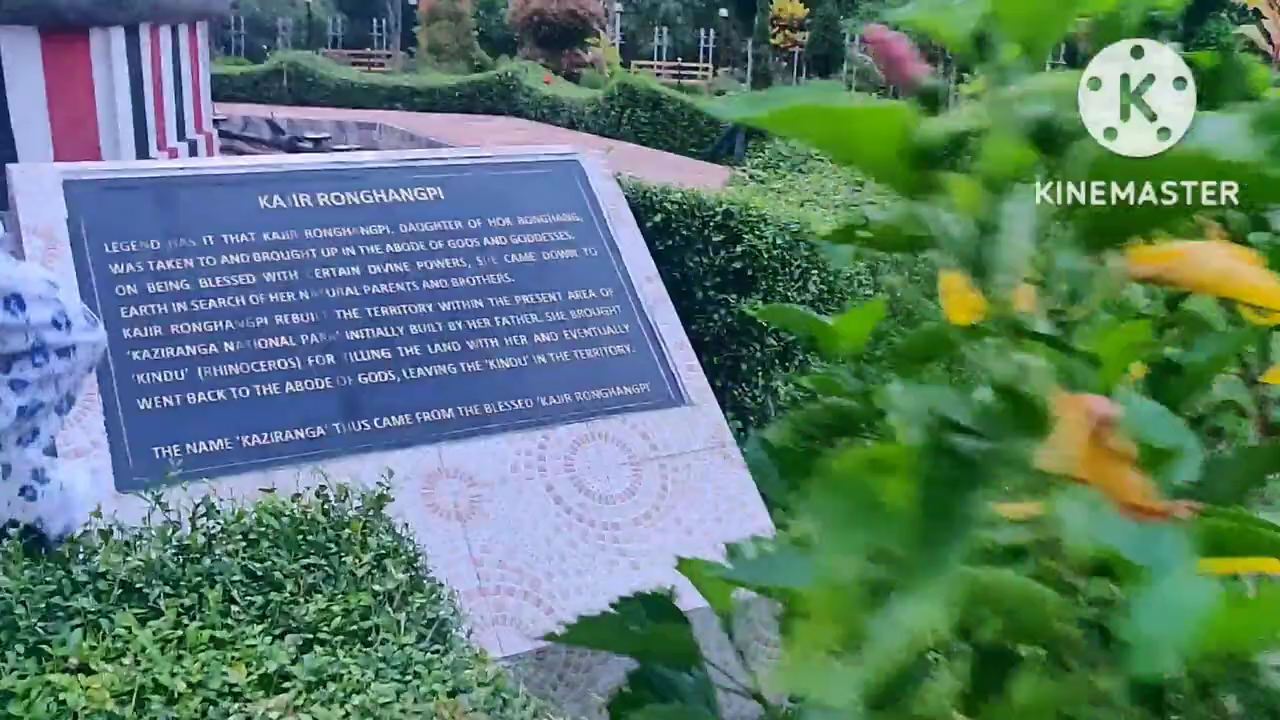 KAJIR RONGHANGPI
LEGEND HAS IT THAT KAJIR RONGHANGPI, DAUGHTER OF HOR RONGHANG,
WAS TAKEN TO AND BROUGHT UP IN THE ABODE OF GODS AND GODDESSES.
ON BEING BLESSED WITH CERTAIN DIVINE POWERS, SHE CAME DOWN TO
EARTH IN SEARCH OF HER NATURAL PARENTS AND BROTHERS.
KAJIR RONGHANGPI REBUILT THE TERRITORY WITHIN THE PRESENT AREA OF
'KAZIRANGA NATIONAL PARK' INITIALLY BUILT BY HER FATHER. SHE BROUGHT
'KINDU' (RHINOCEROS) FOR TILLING THE LAND WITH HER AND EVENTUALLY
WENT BACK TO THE ABODE OF GODS, LEAVING THE 'KINDU' IN THE TERRITORY.
THE NAME 'KAZIRANGA' THUS CAME FROM THE BLESSED 'KAJIR RONGHANGPI'
K
KINEMASTER